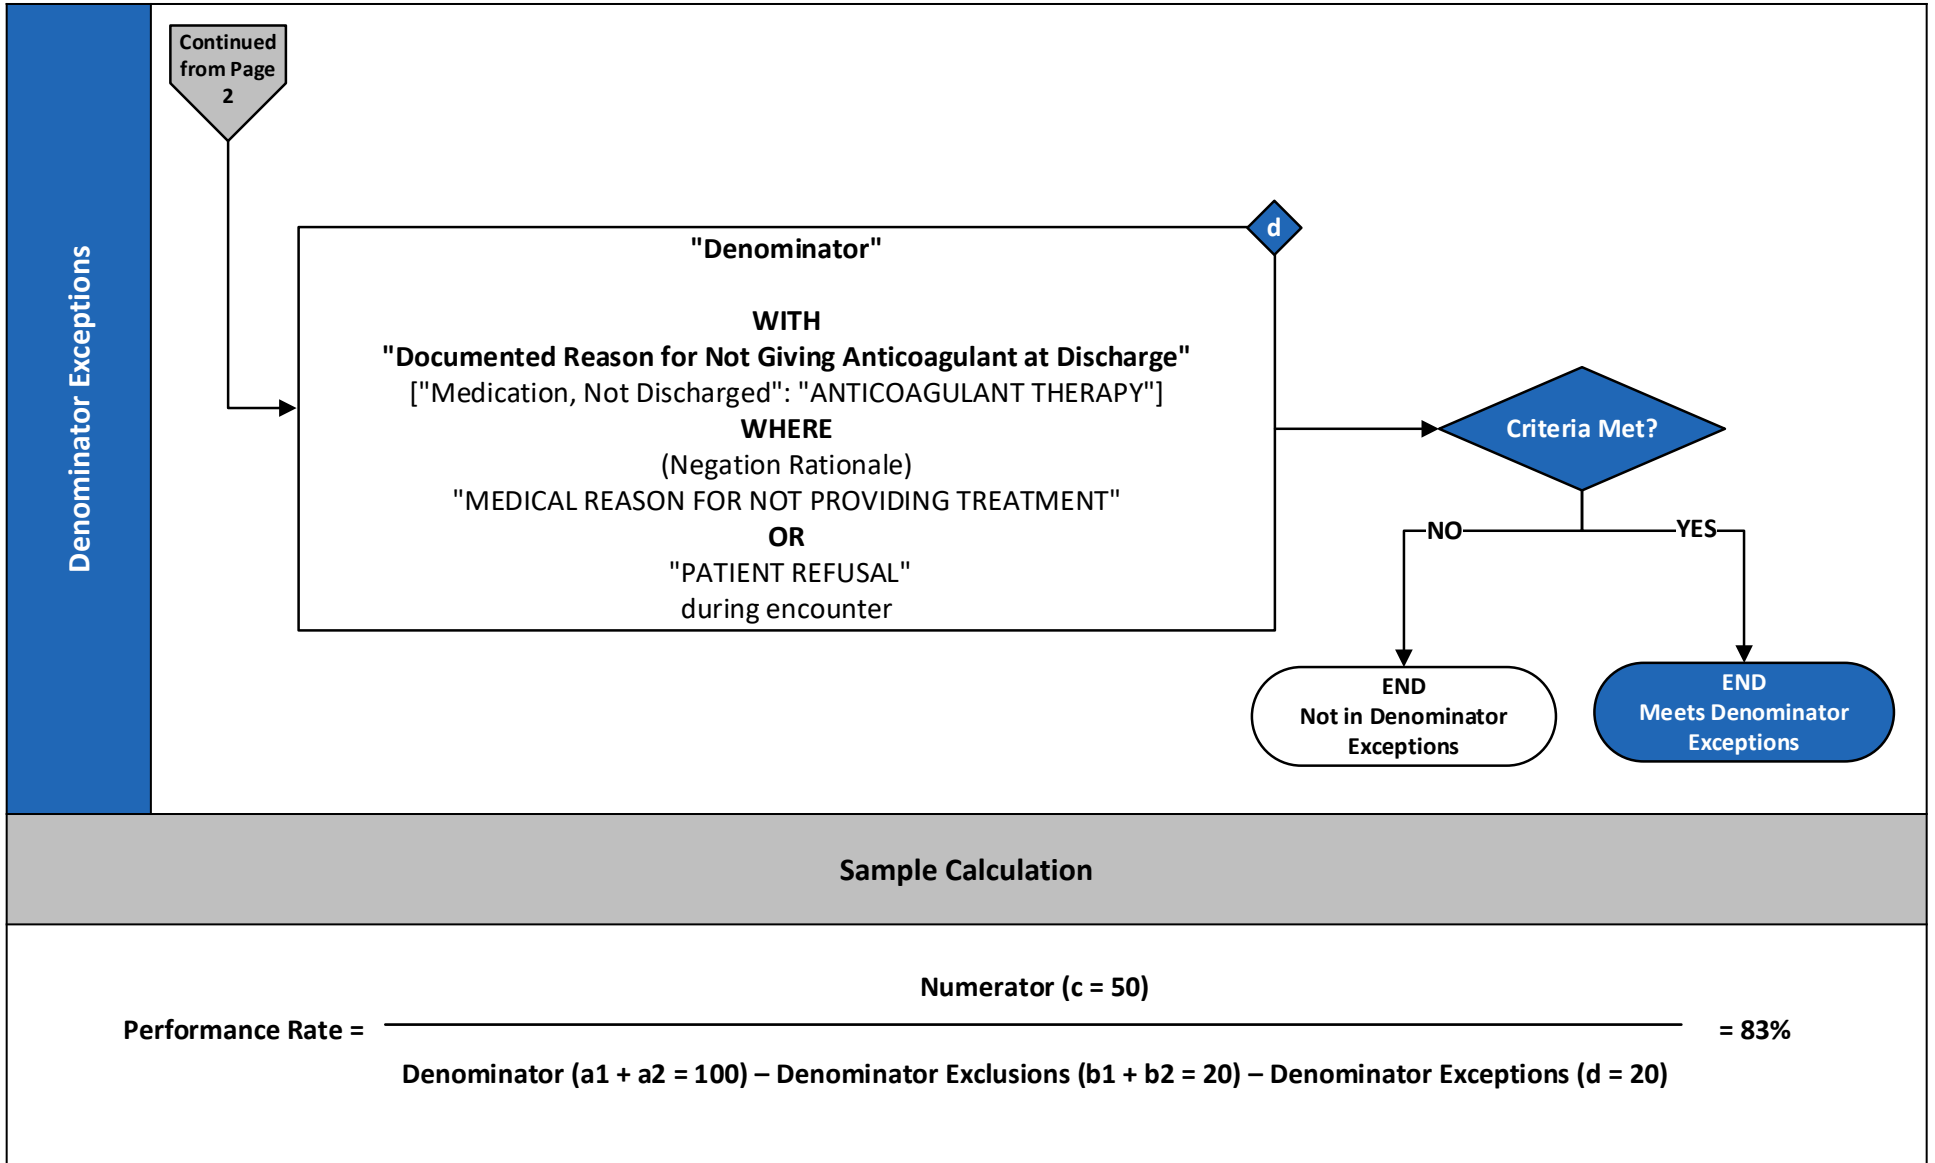 Continued
from Page
2
Denominator Exceptions
d
"Denominator"
WITH
"Documented Reason for Not Giving Anticoagulant at Discharge"
["Medication, Not Discharged": "ANTICOAGULANT THERAPY"]
WHERE
(Negation Rationale)
"MEDICAL REASON FOR NOT PROVIDING TREATMENT"
OR
"PATIENT REFUSAL"
during encounter
Criteria Met?
NO
YES
END
Not in Denominator
Exceptions
END
Meets Denominator
Exceptions
Sample Calculation
Numerator (c = 50)
Performance Rate =
= 83%
Denominator (a1 + a2 = 100) – Denominator Exclusions (b1 + b2 = 20) – Denominator Exceptions (d = 20)